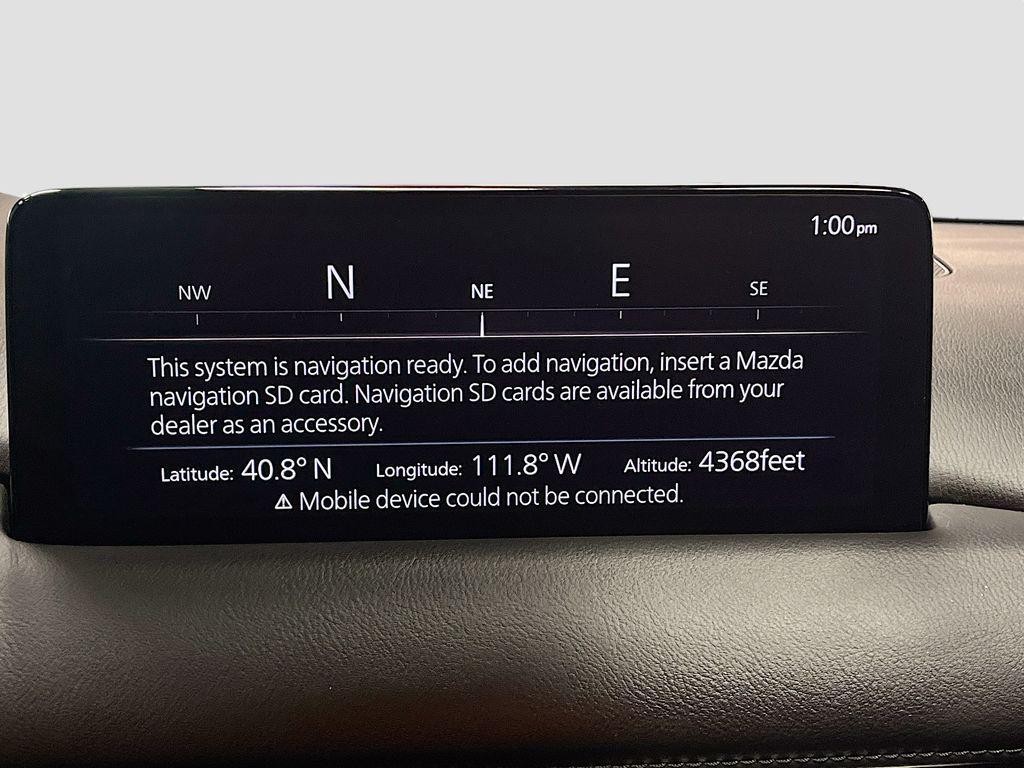 1:00pm
NW N NE E SE
This system is navigation ready. To add navigation, insert a Mazda
navigation SD card. Navigation SD cards are available from your
dealer as an accessory.
Latitude: 40.8° N Longitude: 111.8° W Altitude: 4368feet
⚠ Mobile device could not be connected.